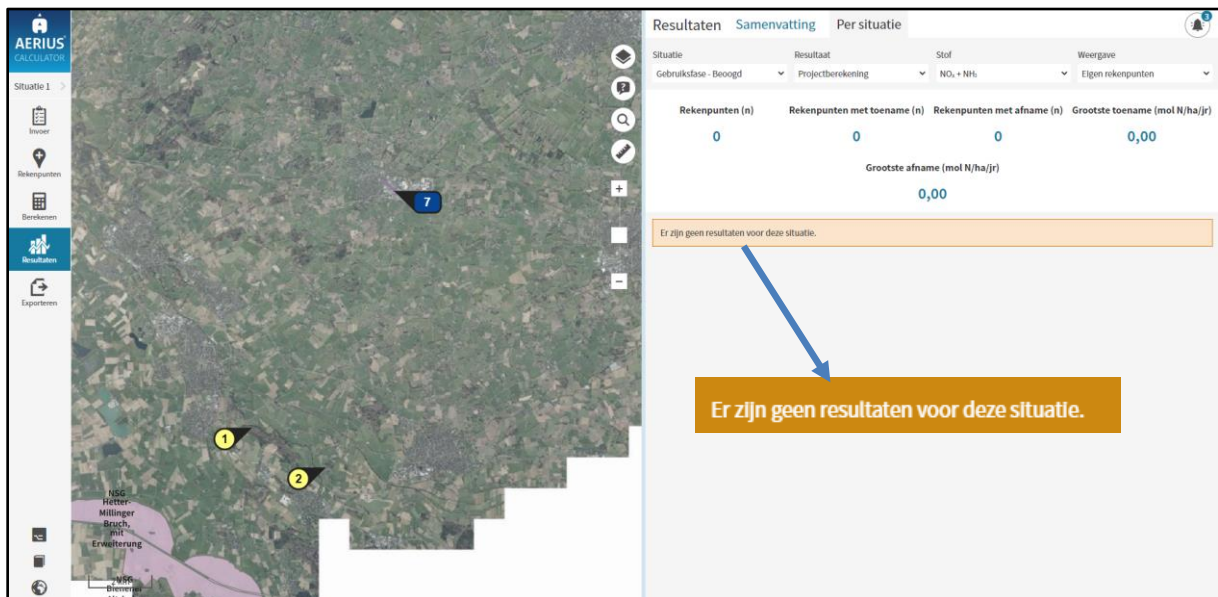 AERIUS
CALCULATOR
Situatie 1
Invoer
Rekenpunten
Berekenen
Resultaten
Exporteren
7
1
2
NSG
Hetter-
Millinger
Bruch,
mit
Erweiterung
NSG
Bienener
Resultaten Samenvatting Per situatie
3
Situatie Resultaat Stof Weergave
Gebruiksfase - Beoogd Projectberekening NOₓ + NH₃ Eigen rekenpunten
Rekenpunten (n) Rekenpunten met toename (n) Rekenpunten met afname (n) Grootste toename (mol N/ha/jr)
0 0 0 0,00
Grootste afname (mol N/ha/jr)
0,00
Er zijn geen resultaten voor deze situatie.
Er zijn geen resultaten voor deze situatie.